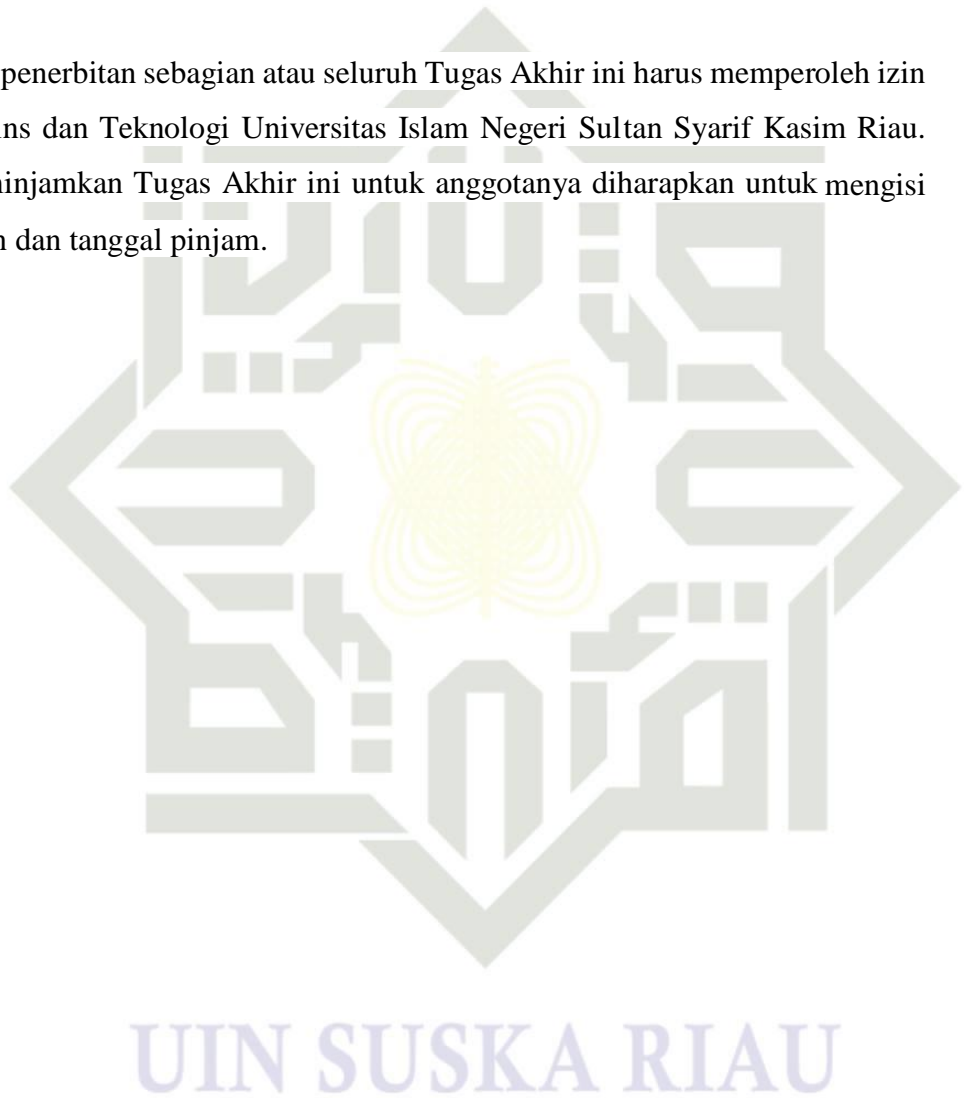 penerbitan sebagian atau seluruh Tugas Akhir ini harus memperoleh izin
ns dan Teknologi Universitas Islam Negeri Sultan Syarif Kasim Riau.
injamkan Tugas Akhir ini untuk anggotanya diharapkan untuk mengisi
dan tanggal pinjam.
UIN SUSKA RIAU